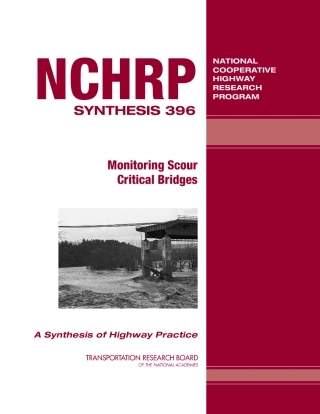 NCHRP
SYNTHESIS 396
NATIONAL
COOPERATIVE
HIGHWAY
RESEARCH
PROGRAM
Monitoring Scour
Critical Bridges
A Synthesis of Highway Practice
TRANSPORTATION RESEARCH BOARD
OF THE NATIONAL ACADEMIES